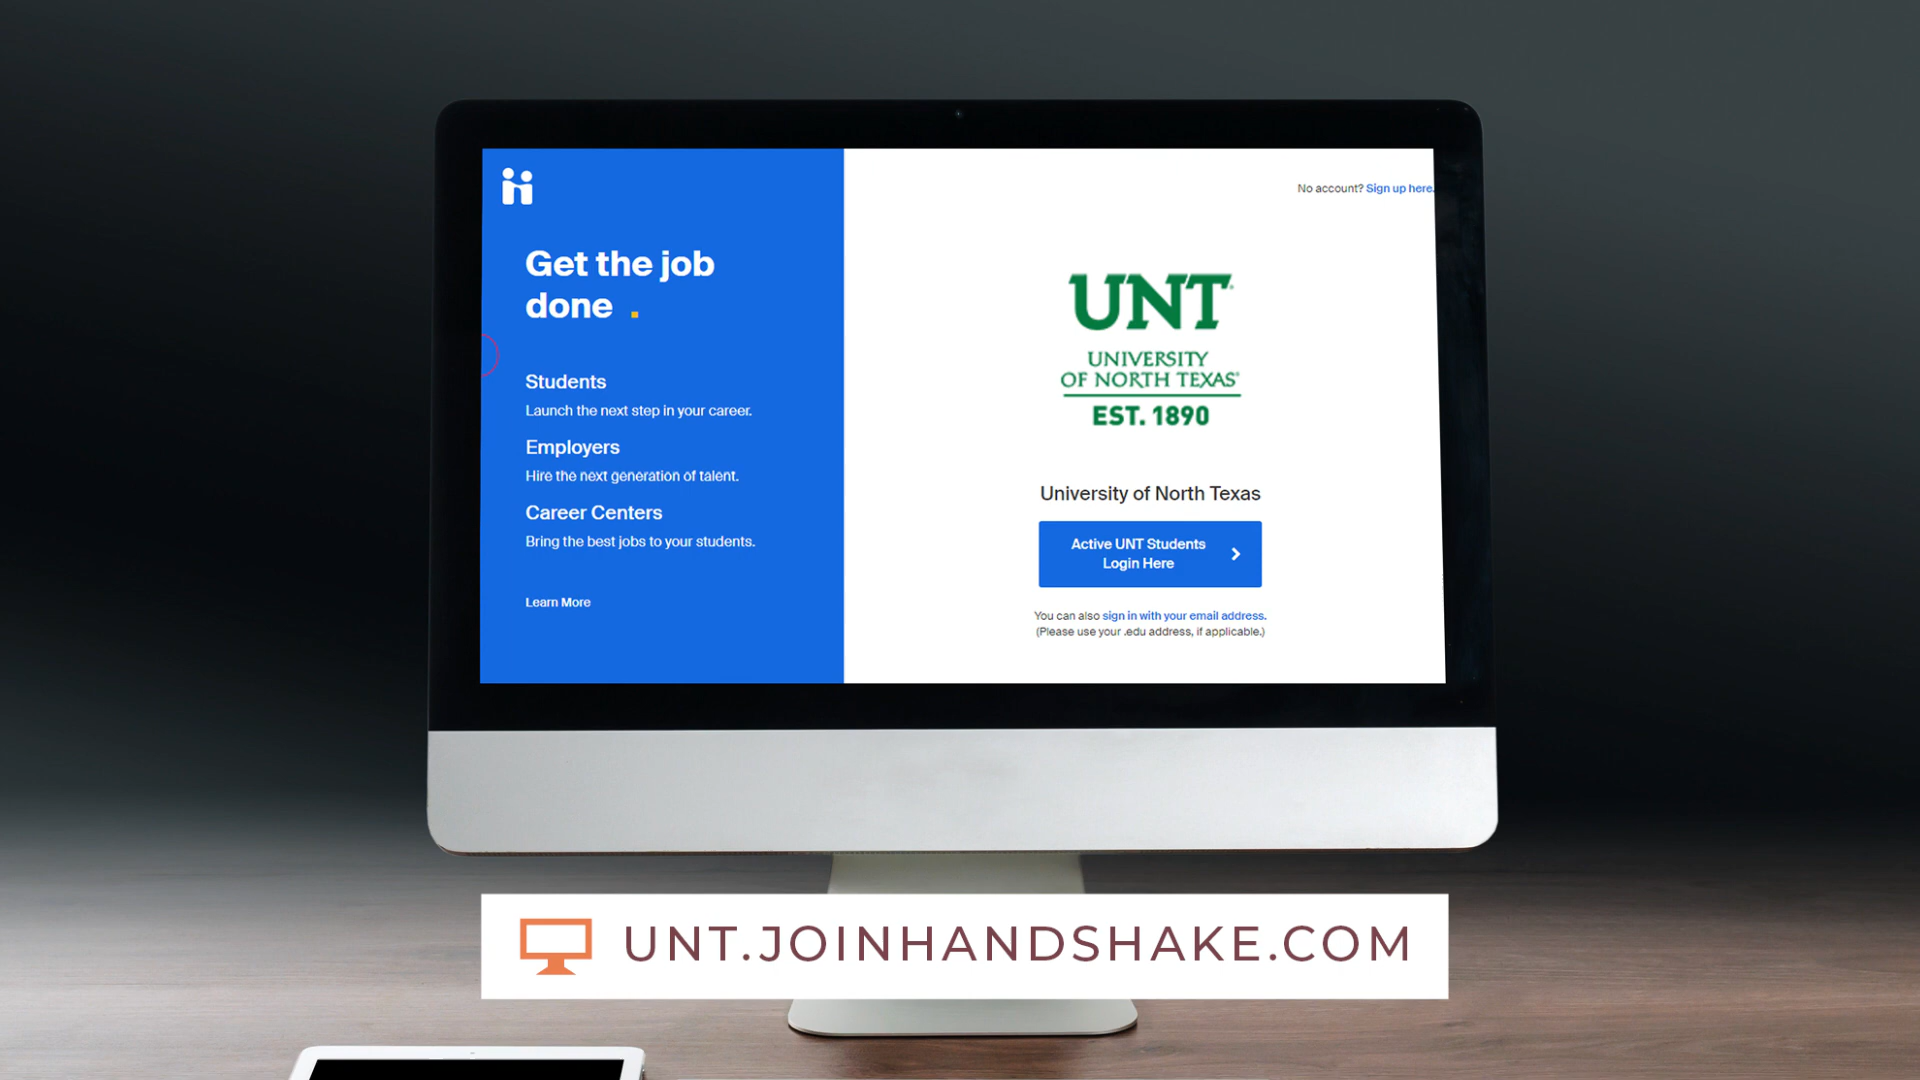 Get the job
done .
Students
Launch the next step in your career.
Employers
Hire the next generation of talent.
Career Centers
Bring the best jobs to your students.
Learn More
No account? Sign up here.
UNT
UNIVERSITY
OF NORTH TEXAS
EST. 1890
University of North Texas
Active UNT Students
Login Here
You can also sign in with your email address.
(Please use your .edu address, if applicable.)
UNT.JOINHANDSHAKE.COM